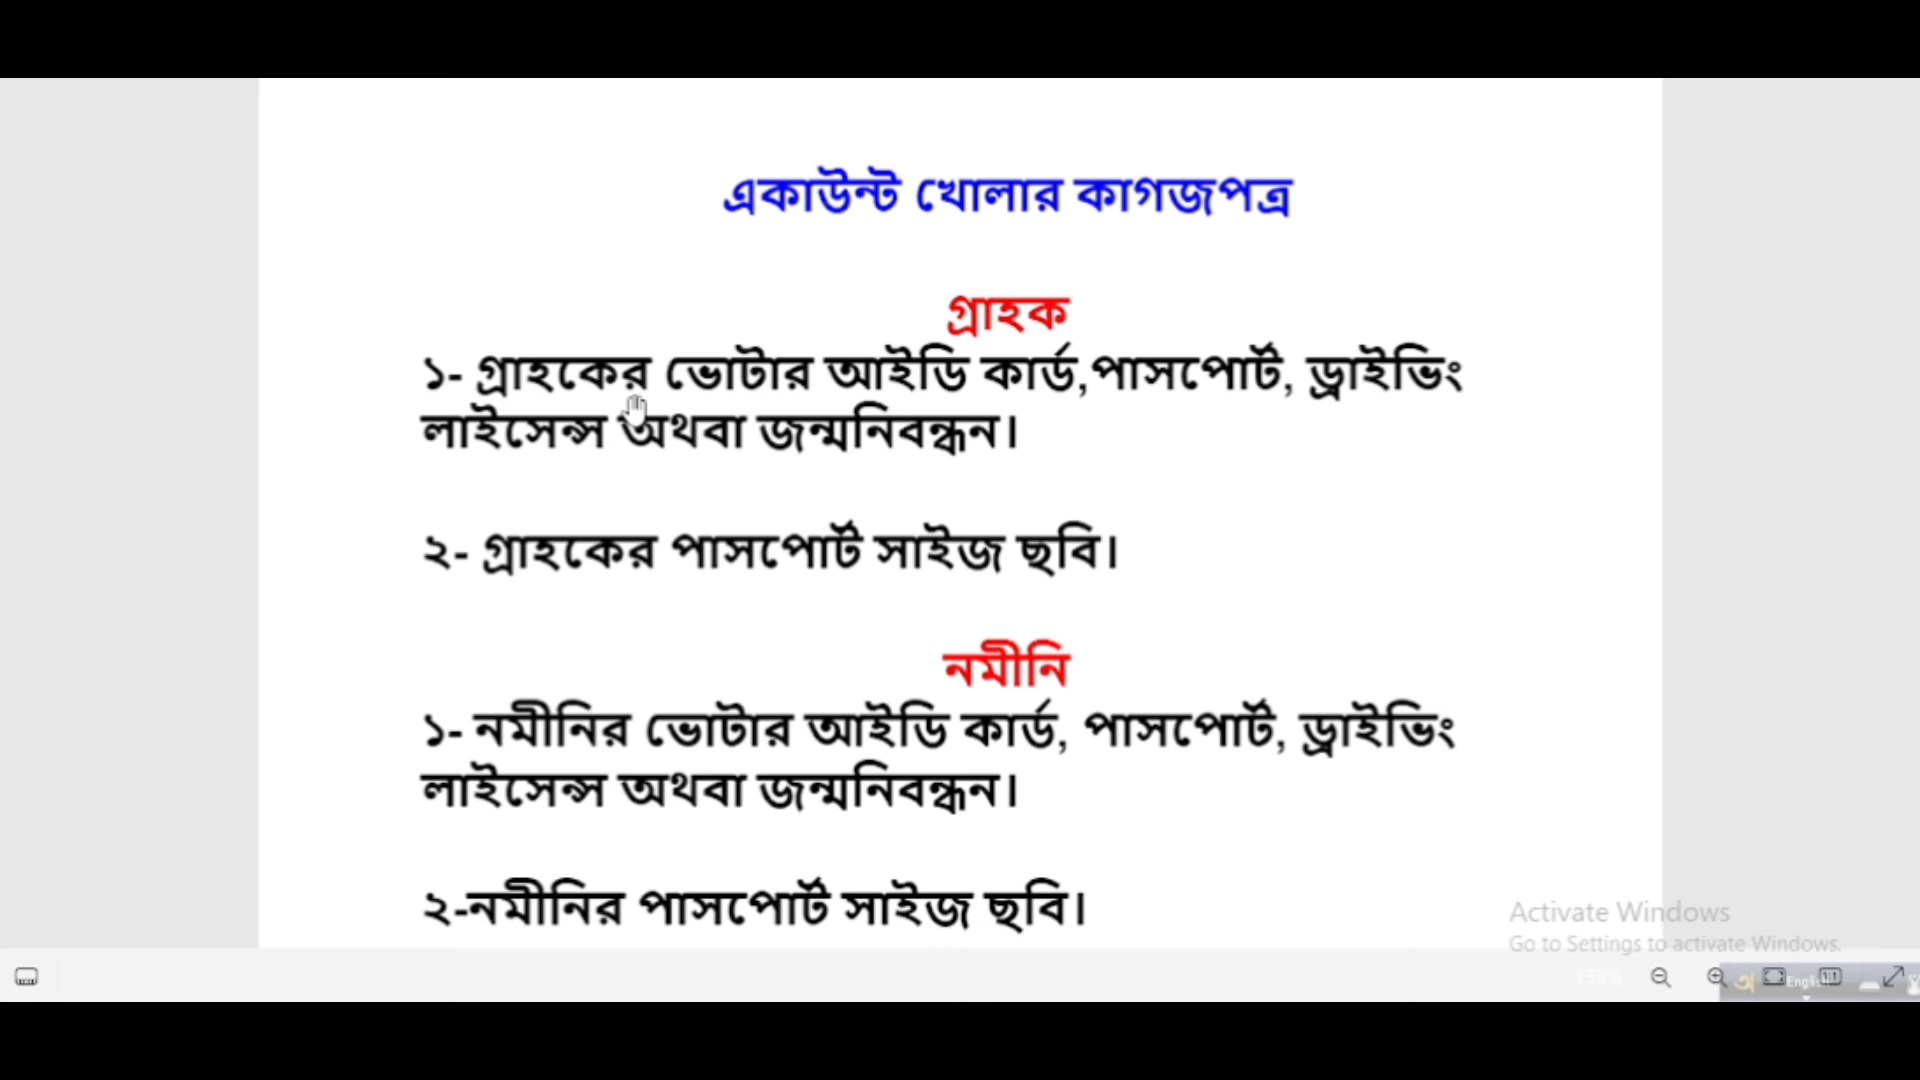 একাউন্ট খোলার কাগজপত্র
গ্রাহক
১- গ্রাহকের ভোটার আইডি কার্ড,পাসপোর্ট, ড্রাইভিং
লাইসেন্স অথবা জন্মনিবন্ধন।
২- গ্রাহকের পাসপোর্ট সাইজ ছবি।
নমীনি
১- নমীনির ভোটার আইডি কার্ড, পাসপোর্ট, ড্রাইভিং
লাইসেন্স অথবা জন্মনিবন্ধন।
২-নমীনির পাসপোর্ট সাইজ ছবি।
Activate Windows
Go to Settings to activate Windows.
অ